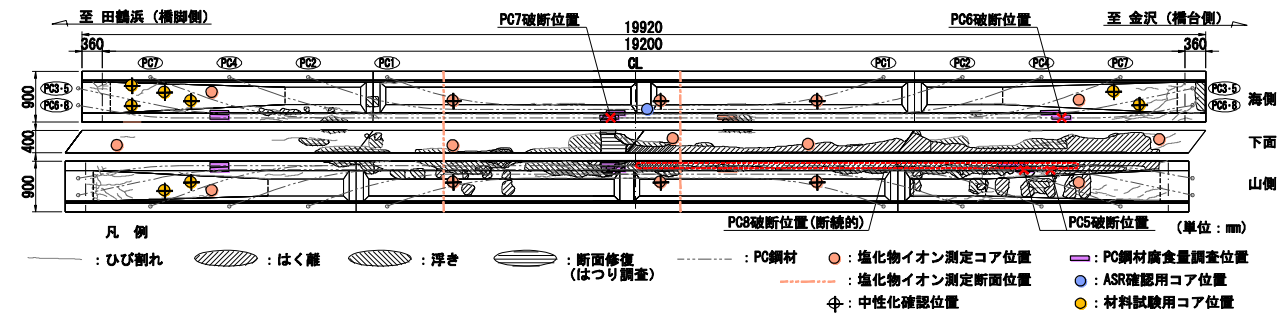 至 田鶴浜（橋脚側）
PC7破断位置
19920
PC6破断位置
至 金沢（橋台側）
360
19200
360
PC7
PC4
PC2
PC1
CL
PC1
PC2
PC4
PC7
PC3･5
PC6･8
900
PC3･5
PC6･8
海側
400
下面
900
山側
PC8破断位置(断続的)
PC5破断位置
(単位：mm)
凡 例
：ひび割れ
：はく離
：浮き
：断面修復
(はつり調査)
：PC鋼材
：塩化物イオン測定コア位置
：PC鋼材腐食量調査位置
：塩化物イオン測定断面位置
：ASR確認用コア位置
：中性化確認位置
：材料試験用コア位置